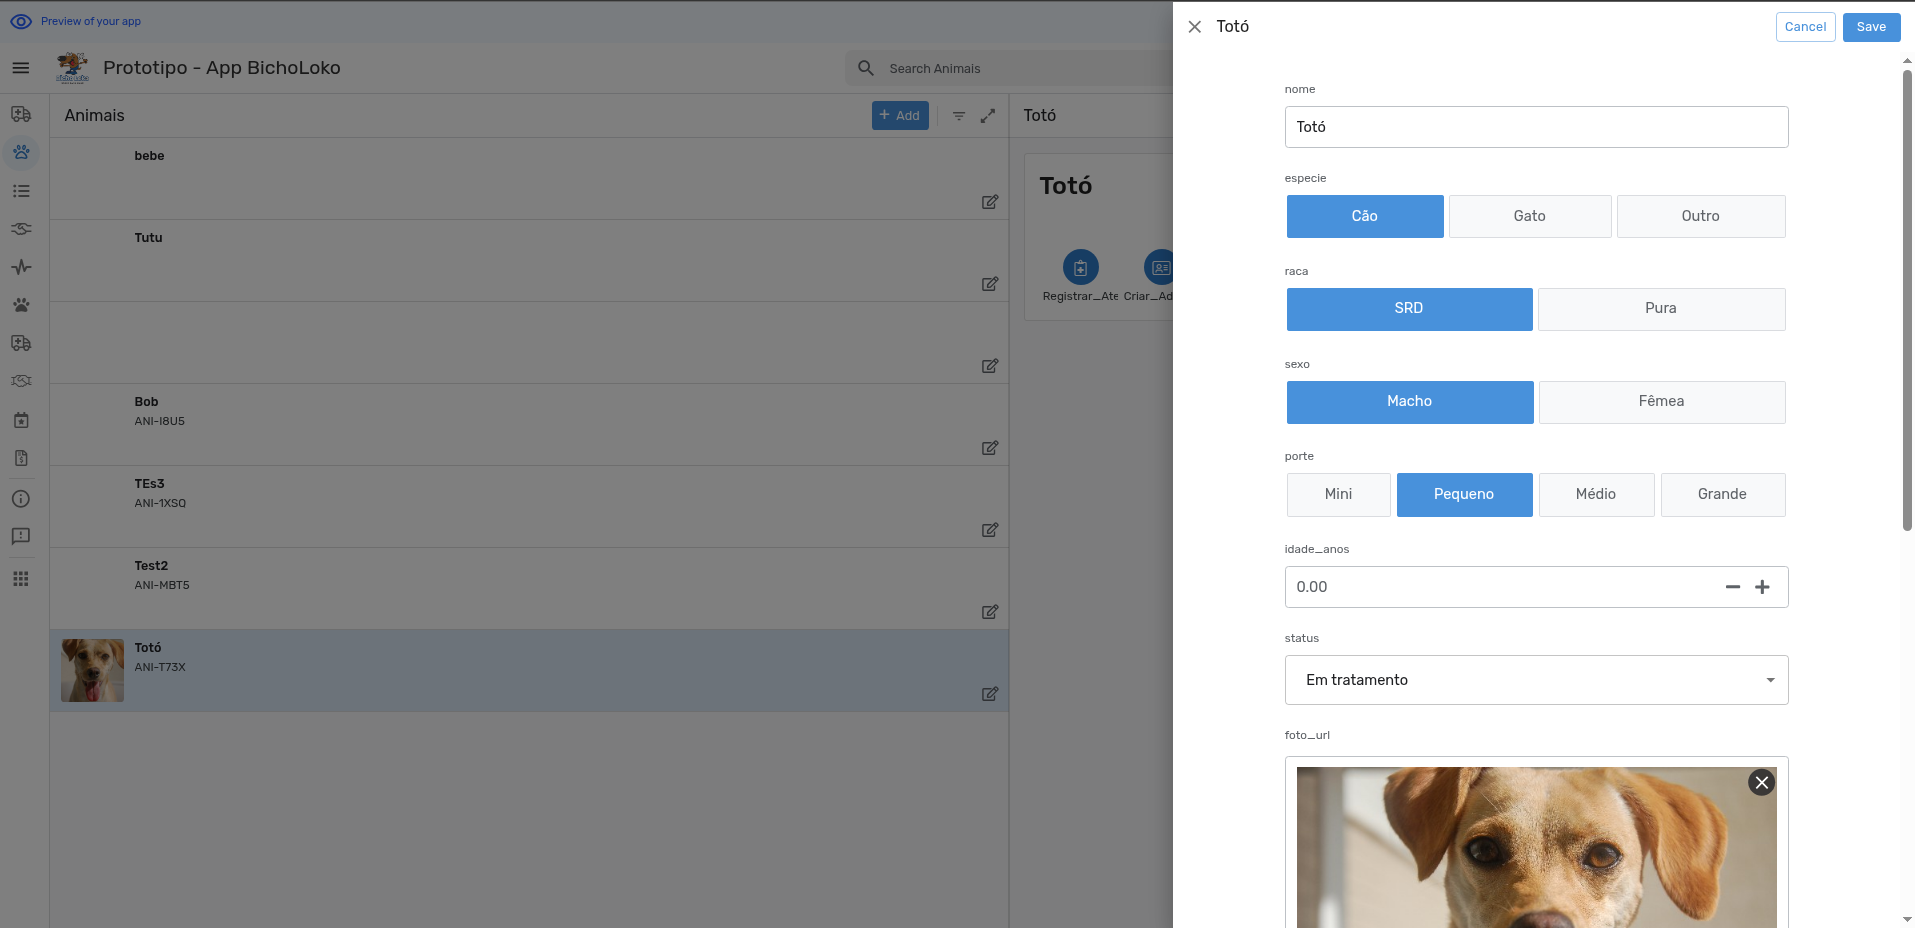 Preview of your app
Prototipo - App BichoLoko
Search Animais
Animais
+ Add
bebe
Tutu
Bob
ANI-I8U5
TEs3
ANI-1XSQ
Test2
ANI-MBT5
Totó
ANI-T73X
Totó
Totó
Registrar_Ate
Criar_Ad
Totó
Cancel
Save
nome
Totó
especie
Cão
Gato
Outro
raca
SRD
Pura
sexo
Macho
Fêmea
porte
Mini
Pequeno
Médio
Grande
idade_anos
0.00
status
Em tratamento
foto_url